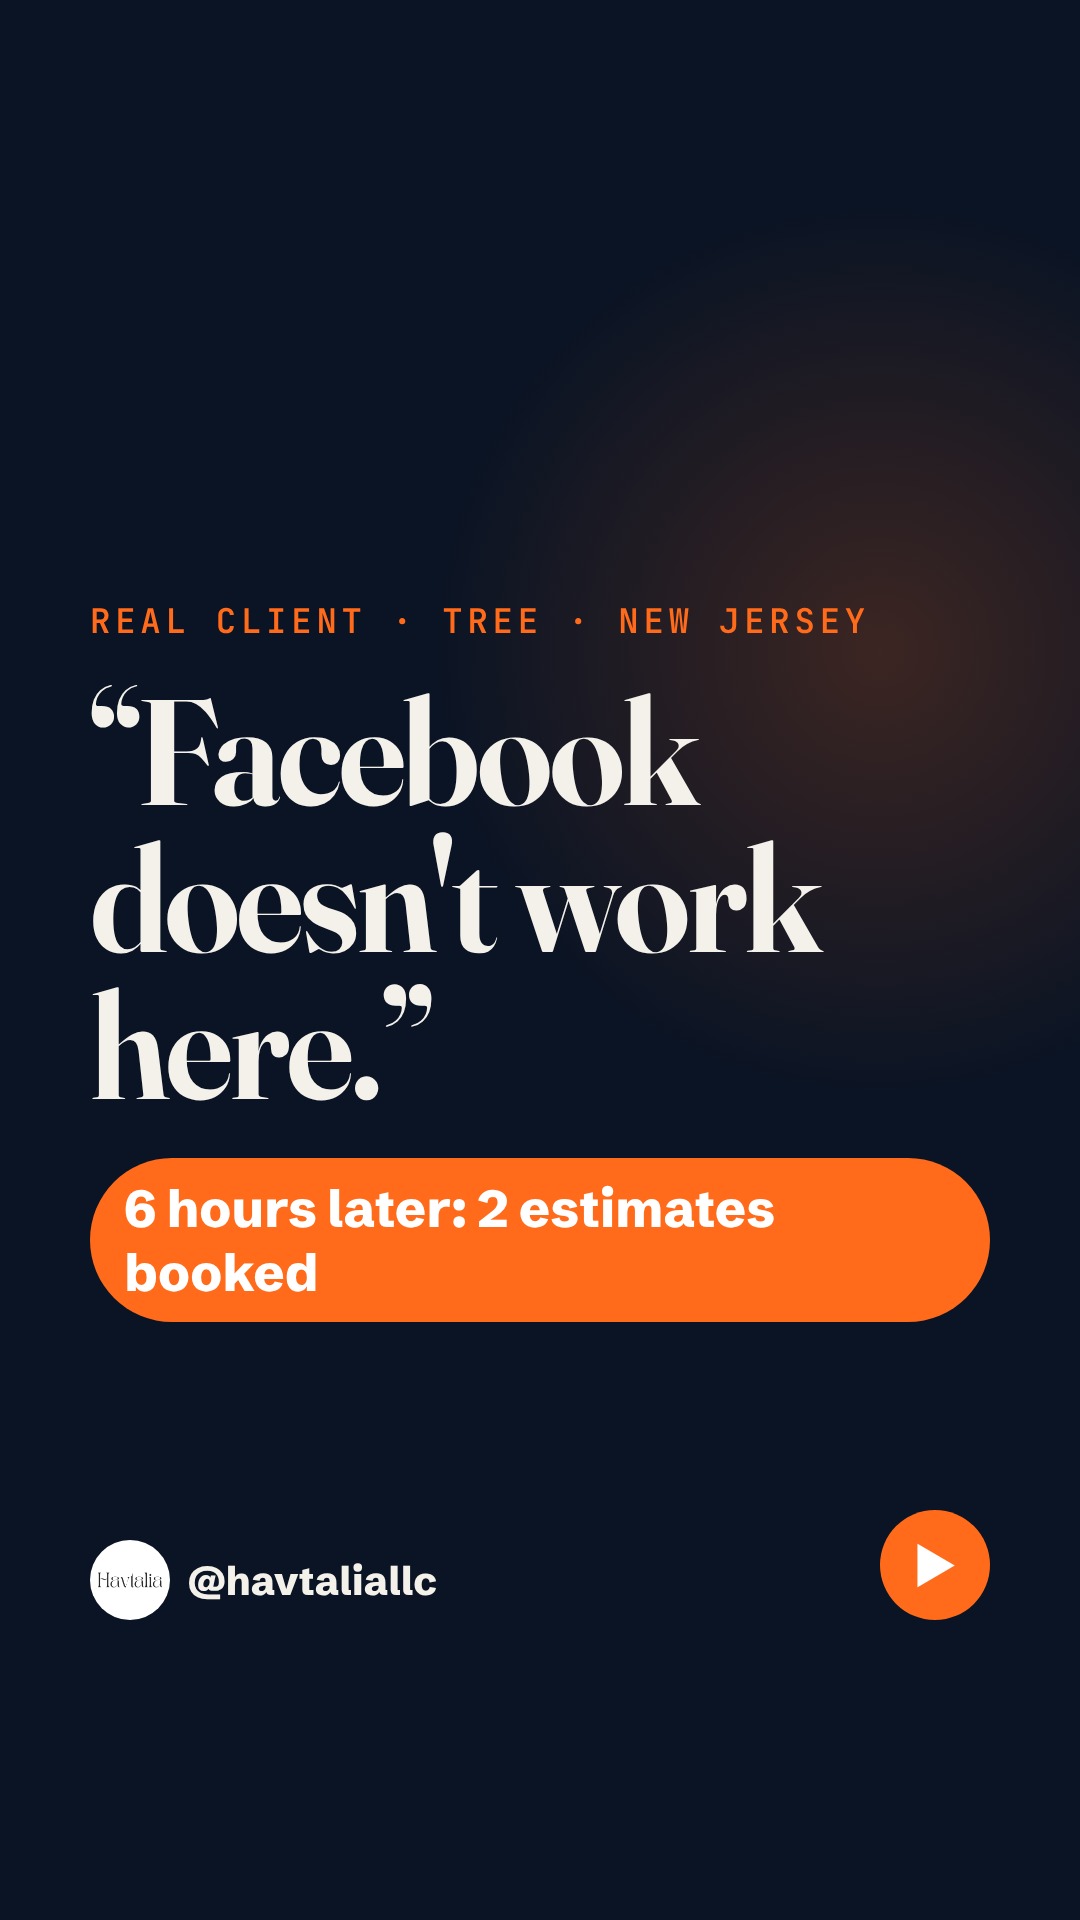 REAL CLIENT · TREE · NEW JERSEY
“Facebook
doesn't work
here.”
6 hours later: 2 estimates
booked
Havtalia
@havtaliallc